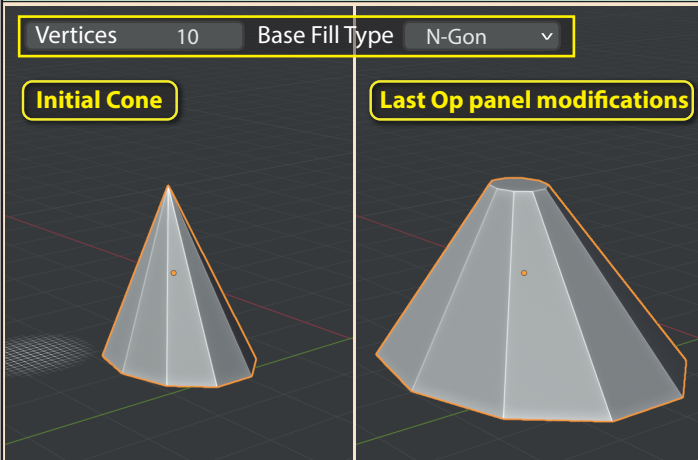 Vertices 10 Base Fill Type N-Gon
Initial Cone
Last Op panel modifications